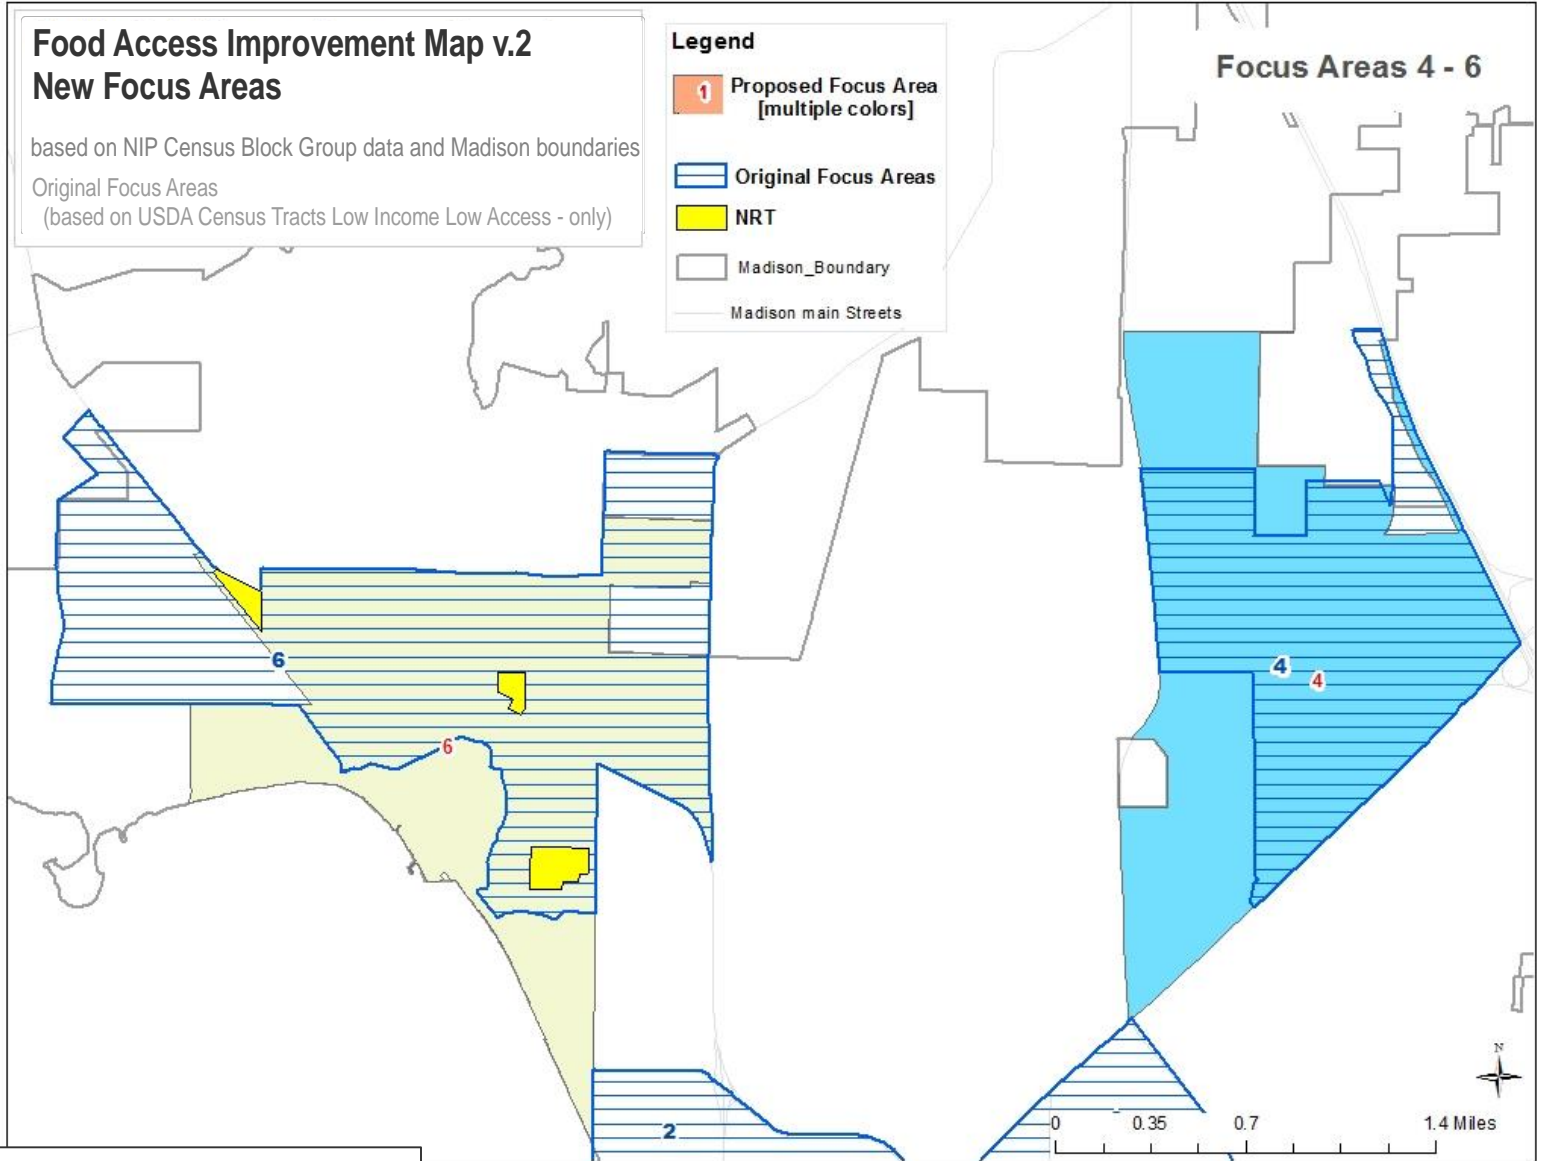 Food Access Improvement Map v.2
New Focus Areas
based on NIP Census Block Group data and Madison boundaries
Original Focus Areas
(based on USDA Census Tracts Low Income Low Access - only)
Legend
1
Proposed Focus Area
[multiple colors]
Original Focus Areas
NRT
Madison_Boundary
Madison main Streets
Focus Areas 4 - 6
6
6
4
4
2
N
0 0.35 0.7 1.4 Miles